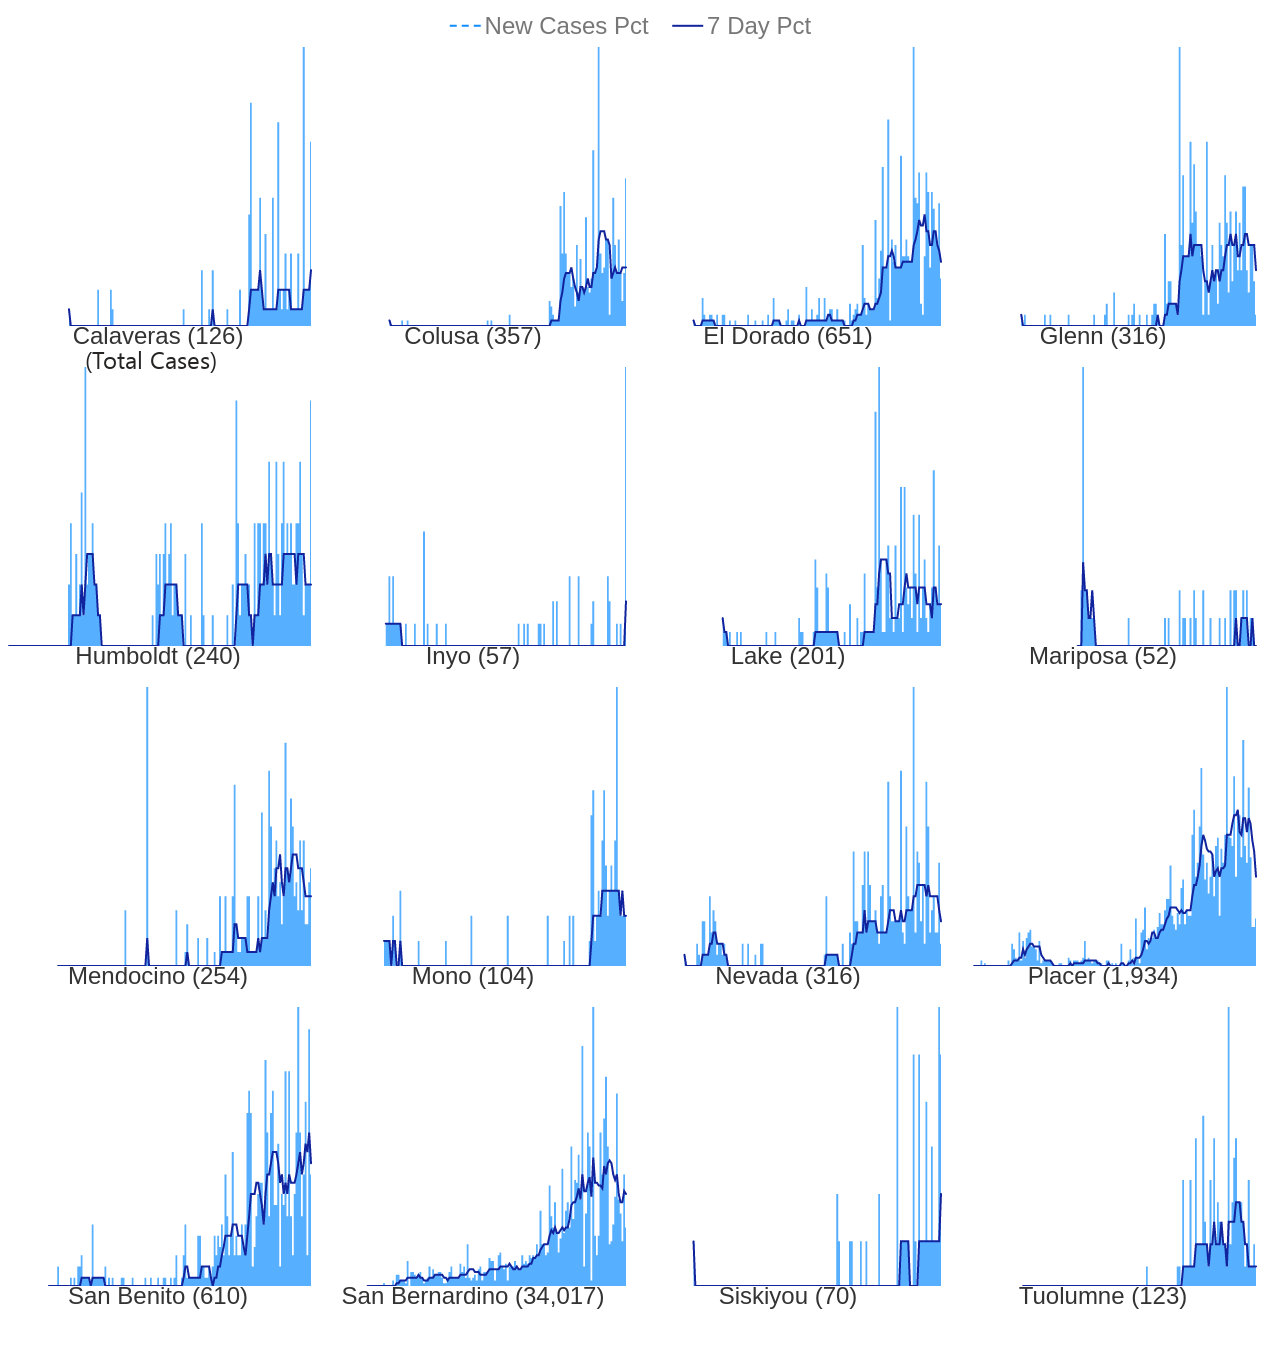 New Cases Pct 7 Day Pct
Calaveras (126) Colusa (357) El Dorado (651) Glenn (316)
(Total Cases)
Humboldt (240) Inyo (57) Lake (201) Mariposa (52)
Mendocino (254) Mono (104) Nevada (316) Placer (1,934)
San Benito (610) San Bernardino (34,017) Siskiyou (70) Tuolumne (123)